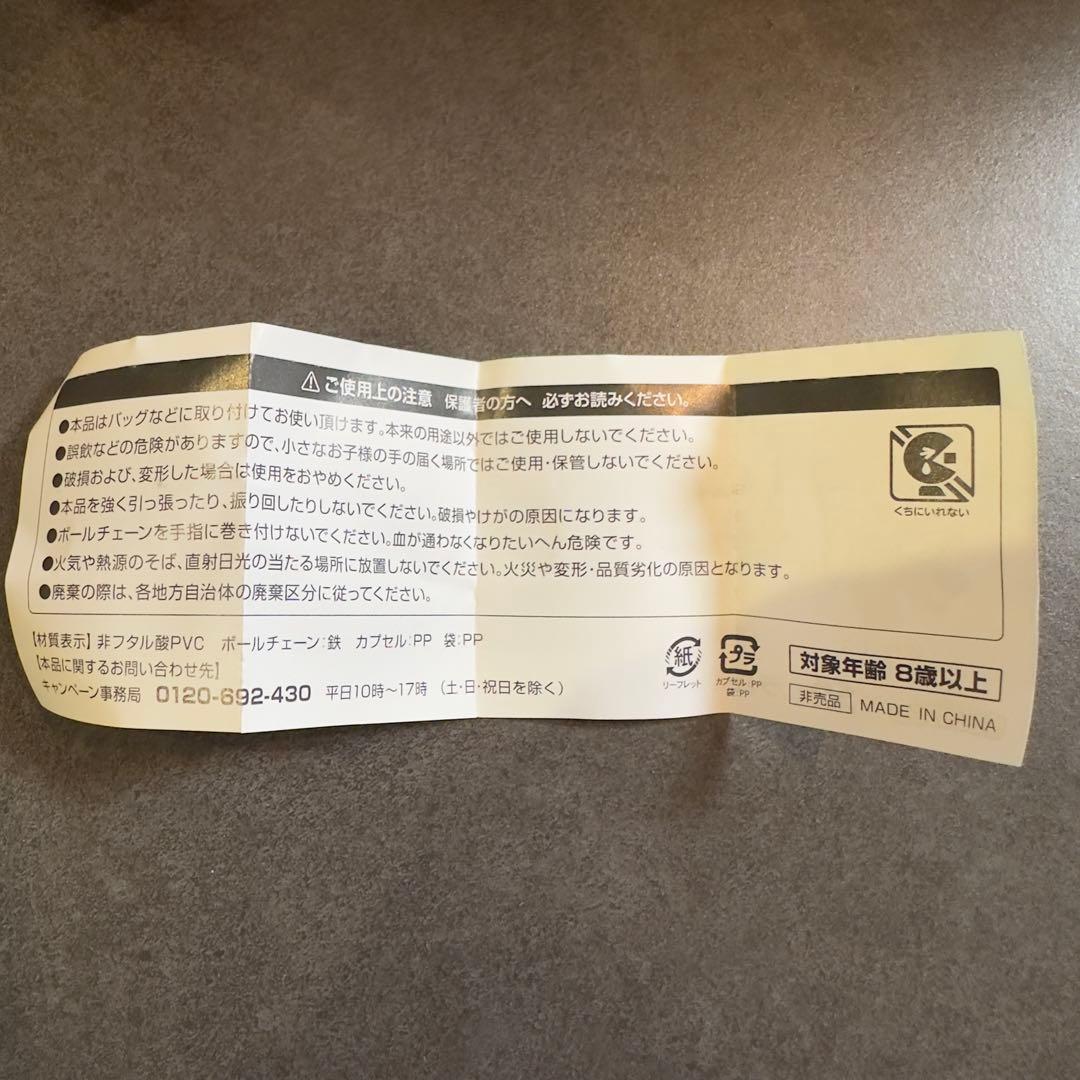 ⚠ご使用上の注意 保護者の方へ 必ずお読みください。
●本品はバッグなどに取り付けてお使い頂けます。本来の用途以外ではご使用しないでください。
●誤飲などの危険がありますので、小さなお子様の手の届く場所ではご使用・保管しないでください。
●破損および、変形した場合は使用をおやめください。
●本品を強く引っ張ったり、振り回したりしないでください。破損やけがの原因になります。
●ボールチェーンを手指に巻き付けないでください。血が通わなくなりたいへん危険です。
●火気や熱源のそば、直射日光の当たる場所に放置しないでください。火災や変形・品質劣化の原因となります。
●廃棄の際は、各地方自治体の廃棄区分に従ってください。
くちにいれない
【材質表示】非フタル酸PVC ボールチェーン:鉄 カプセル:PP 袋:PP
【本品に関するお問い合わせ先】
キャンペーン事務局 0120-692-430 平日10時〜17時（土・日・祝日を除く）
紙
リーフレット
プラ
カプセル:PP
袋:PP
対象年齢 8歳以上
非売品 MADE IN CHINA